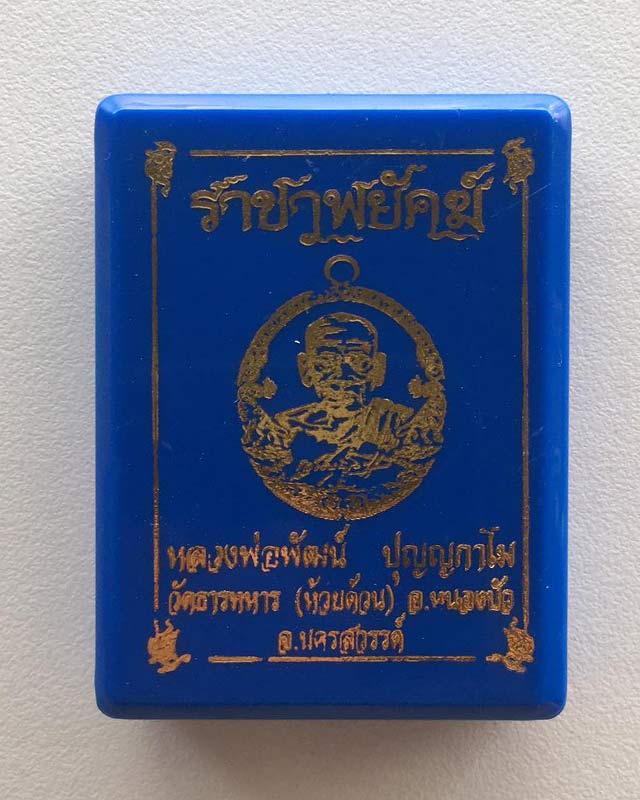 ราชาพยัคฆ์
หลวงพ่อพัฒน์ ปุญญกาโม
วัดธารทหาร (ห้วยด้วน) อ.หนองบัว
จ.นครสวรรค์